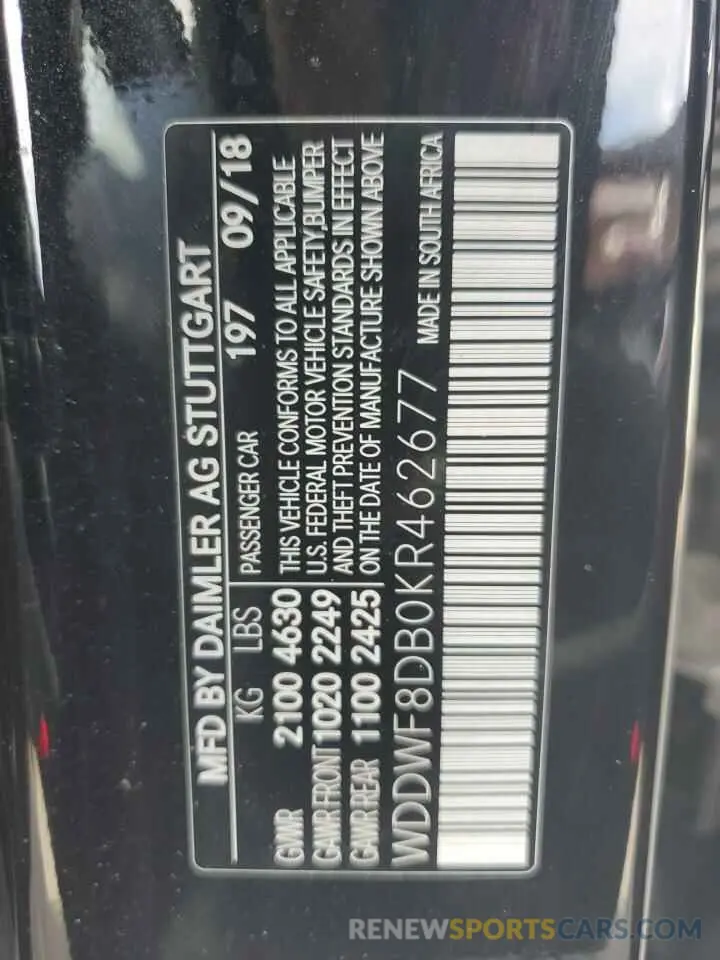 MFD BY DAIMLER AG STUTTGART
197 09/18
KG LBS PASSENGER CAR
GWR 2100 4630 THIS VEHICLE CONFORMS TO ALL APPLICABLE
GAWR FRONT 1020 2249 U.S. FEDERAL MOTOR VEHICLE SAFETY,BUMPER
GAWR REAR 1100 2425 AND THEFT PREVENTION STANDARDS IN EFFECT
ON THE DATE OF MANUFACTURE SHOWN ABOVE
WDDWF8DB0KR462677 MADE IN SOUTH AFRICA
RENEWSPORTSCARS.COM